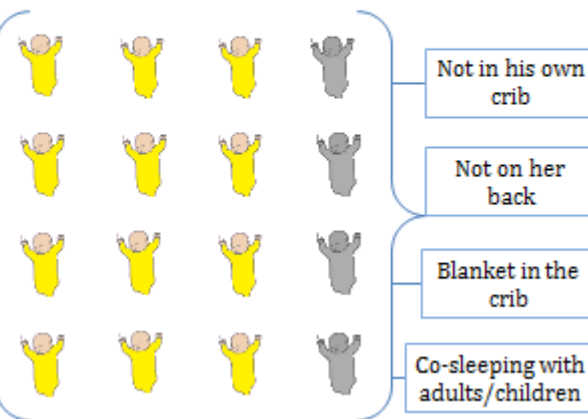 Not in his own
crib
Not on her
back
Blanket in the
crib
Co-sleeping with
adults/children